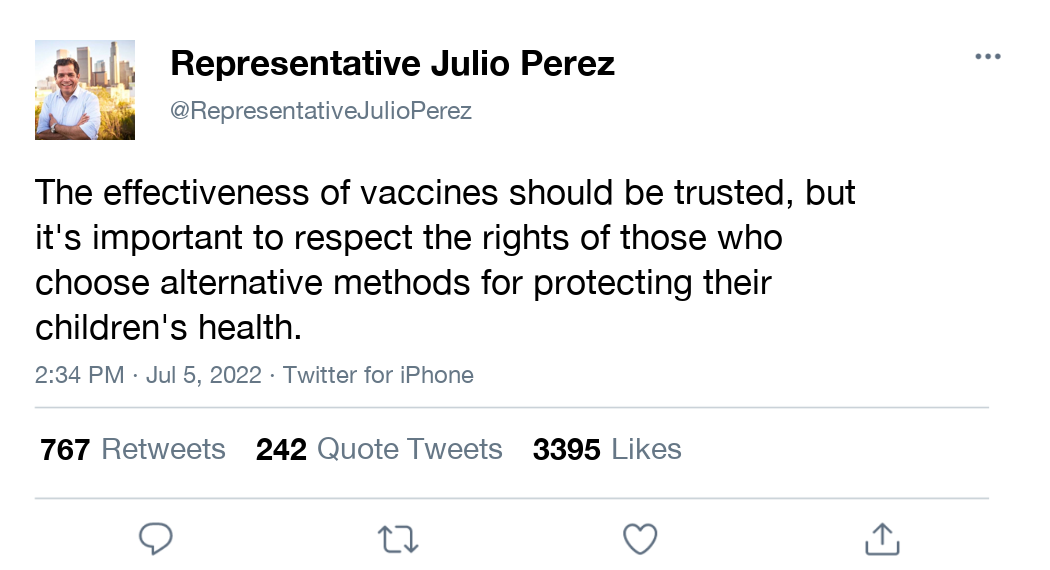 Representative Julio Perez
@RepresentativeJulioPerez
The effectiveness of vaccines should be trusted, but
it's important to respect the rights of those who
choose alternative methods for protecting their
children's health.
2:34 PM · Jul 5, 2022 · Twitter for iPhone
767 Retweets 242 Quote Tweets 3395 Likes